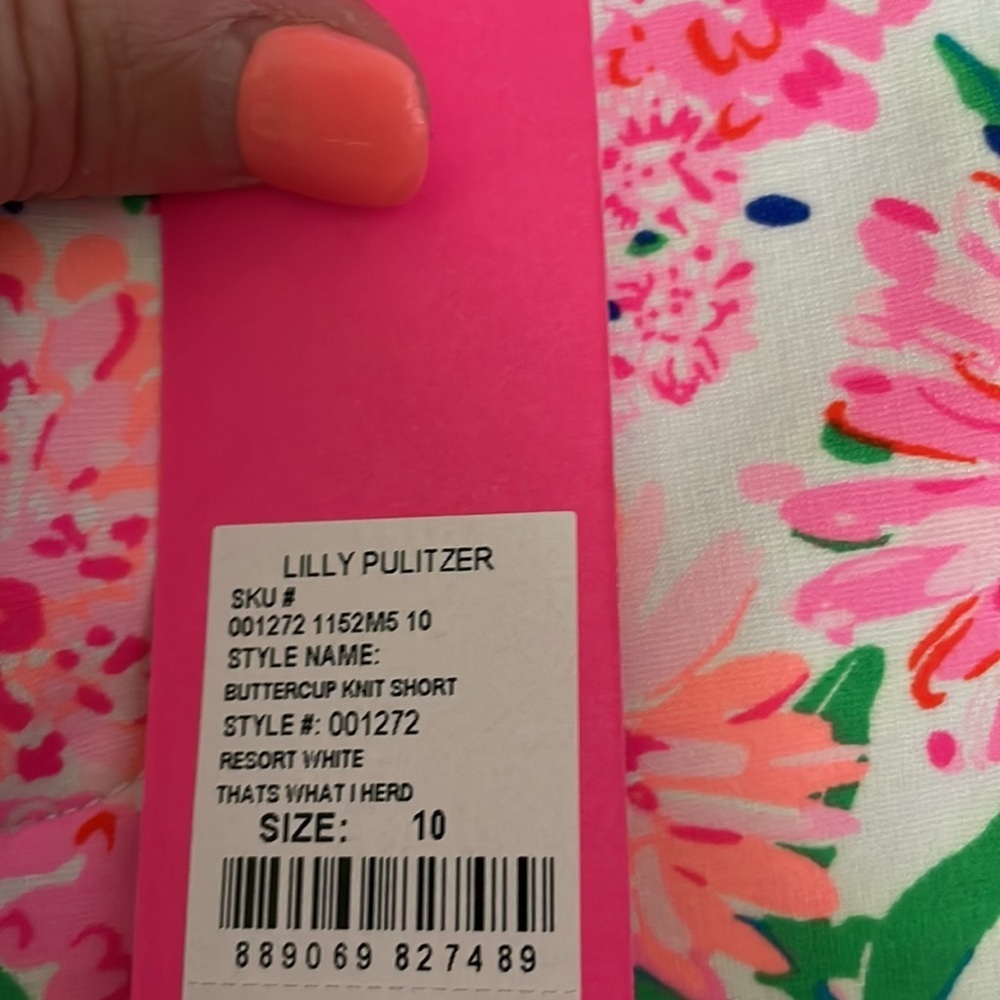 LILLY PULITZER
SKU #
001272 1152M5 10
STYLE NAME:
BUTTERCUP KNIT SHORT
STYLE #: 001272
RESORT WHITE
THATS WHAT I HERD
SIZE: 10
889069 827489